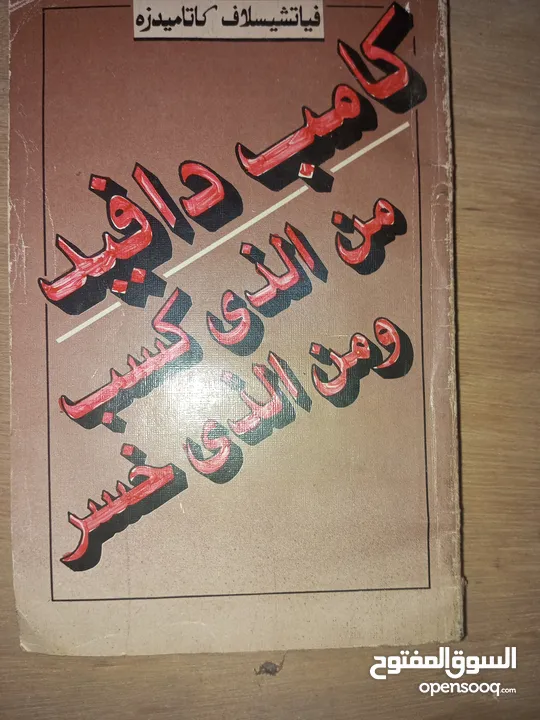 فياتشيسلاف كاتاميدزه
كامب دافيد
من الذى كسب
ومن الذى خسر
السوق المفتوح
opensooq.com